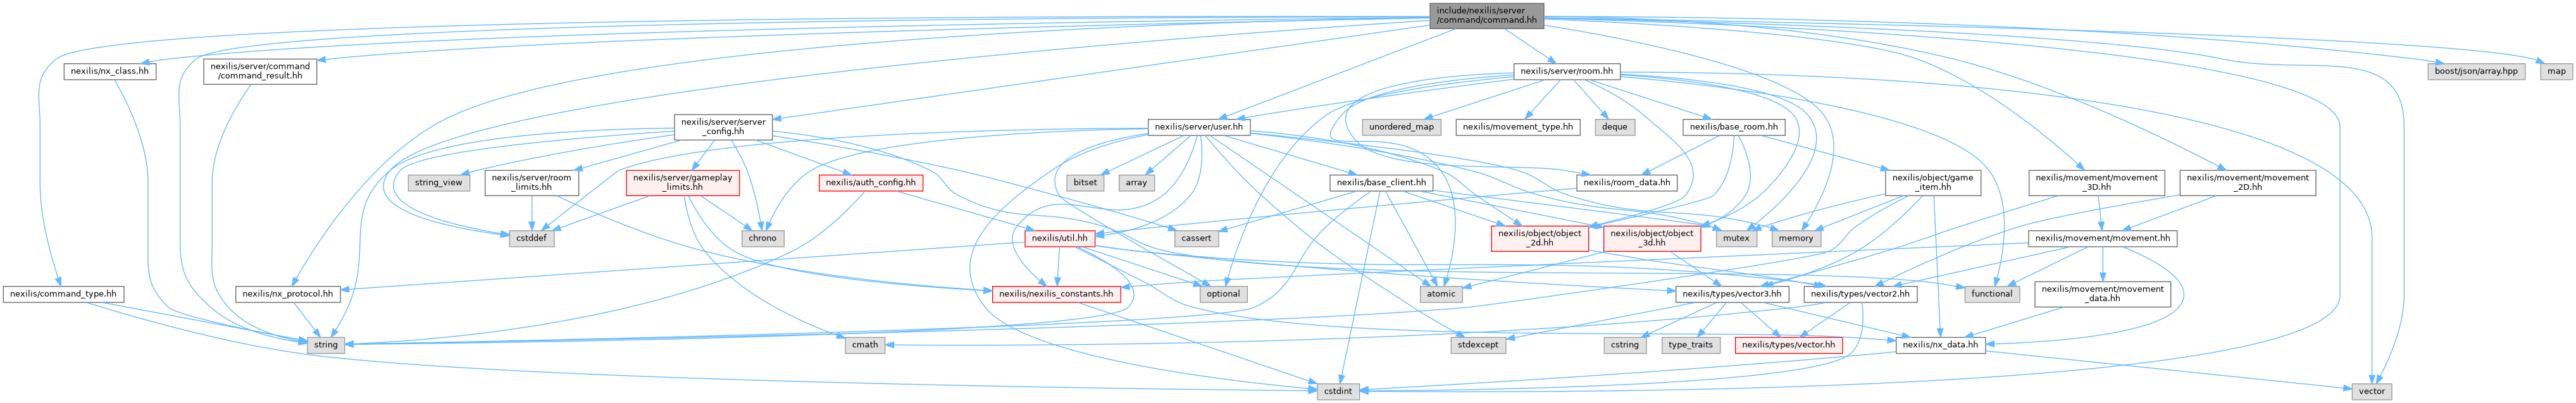 include/nexilis/server
/command/command.hh
nexilis/nx_class.hh
nexilis/server/command
/command_result.hh
nexilis/server/room.hh
boost/json/array.hpp
map
nexilis/server/server
_config.hh
nexilis/server/user.hh
unordered_map
nexilis/movement_type.hh
deque
nexilis/base_room.hh
string_view
nexilis/server/room
_limits.hh
nexilis/server/gameplay
_limits.hh
nexilis/auth_config.hh
bitset
array
nexilis/base_client.hh
nexilis/room_data.hh
nexilis/object/game
_item.hh
nexilis/movement/movement
_3D.hh
nexilis/movement/movement
_2D.hh
cstddef
chrono
nexilis/util.hh
cassert
nexilis/object/object
_2d.hh
nexilis/object/object
_3d.hh
mutex
memory
nexilis/movement/movement.hh
nexilis/command_type.hh
nexilis/nx_protocol.hh
nexilis/nexilis_constants.hh
optional
atomic
nexilis/types/vector3.hh
nexilis/types/vector2.hh
functional
nexilis/movement/movement
_data.hh
string
cmath
stdexcept
cstring
type_traits
nexilis/types/vector.hh
nexilis/nx_data.hh
cstdint
vector